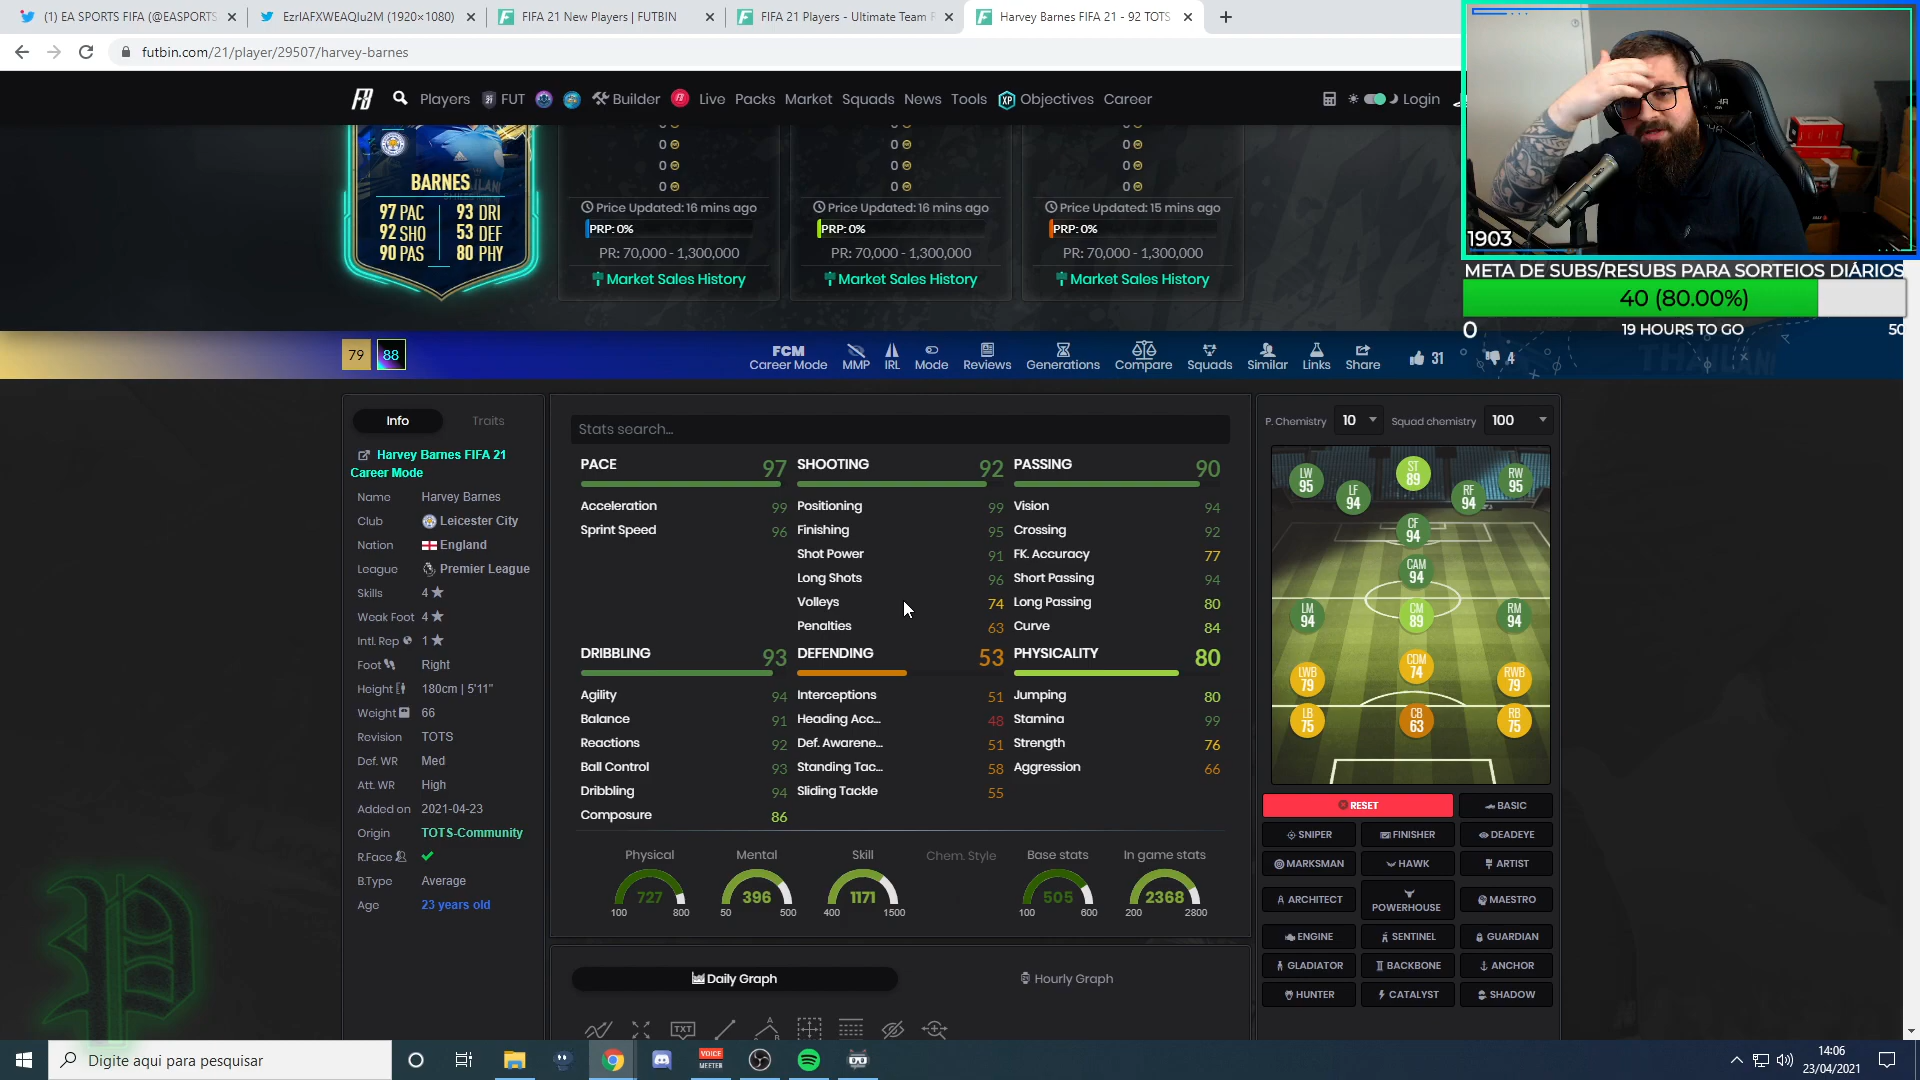 (1) EA SPORTS FIFA (@EASPORTS
EzrIAFXWEAQIu2M (1920×1080)
FIFA 21 New Players | FUTBIN
FIFA 21 Players - Ultimate Team F
Harvey Barnes FIFA 21 - 92 TOTS
futbin.com/21/player/29507/harvey-barnes
Players FUT Builder Live Packs Market Squads News Tools XP Objectives Career Login
BARNES
97 PAC 93 DRI
92 SHO 53 DEF
90 PAS 80 PHY
0 0 0
0 0 0
0 0 0
0 0 0
Price Updated: 16 mins ago Price Updated: 16 mins ago Price Updated: 15 mins ago
PRP: 0% PRP: 0% PRP: 0%
PR: 70,000 - 1,300,000 PR: 70,000 - 1,300,000 PR: 70,000 - 1,300,000
Market Sales History Market Sales History Market Sales History
1903
META DE SUBS/RESUBS PARA SORTEIOS DIÁRIOS
40 (80.00%)
0 19 HOURS TO GO 50
79 88
FCM Career Mode MMP IRL Mode Reviews Generations Compare Squads Similar Links Share 31 4
THAILANI
Info Traits
Harvey Barnes FIFA 21
Career Mode
Name Harvey Barnes
Club Leicester City
Nation England
League Premier League
Skills 4
Weak Foot 4
Intl. Rep 1
Foot Right
Height 180cm | 5'11"
Weight 66
Revision TOTS
Def. WR Med
Att. WR High
Added on 2021-04-23
Origin TOTS-Community
R.Face
B.Type Average
Age 23 years old
Stats search...
PACE 97
Acceleration 99
Sprint Speed 96
SHOOTING 92
Positioning 99
Finishing 95
Shot Power 91
Long Shots 96
Volleys 74
Penalties 63
PASSING 90
Vision 94
Crossing 92
FK. Accuracy 77
Short Passing 94
Long Passing 80
Curve 84
DRIBBLING 93
Agility 94
Balance 91
Reactions 92
Ball Control 93
Dribbling 94
Composure 86
DEFENDING 53
Interceptions 51
Heading Acc... 48
Def. Awarene... 51
Standing Tac... 58
Sliding Tackle 55
PHYSICALITY 80
Jumping 80
Stamina 99
Strength 76
Aggression 66
Physical Mental Skill Chem. Style Base stats In game stats
727 396 1171 505 2368
100 800 50 500 400 1500 100 600 200 2800
Daily Graph Hourly Graph
TXT
P. Chemistry 10 Squad chemistry 100
LW 95 ST 89 RW 95
LF 94 RF 94
CF 94
CAM 94
LM 94 CM 89 RM 94
LWB 79 CDM 74 RWB 79
LB 75 CB 63 RB 75
RESET BASIC
SNIPER FINISHER DEADEYE
MARKSMAN HAWK ARTIST
ARCHITECT POWERHOUSE MAESTRO
ENGINE SENTINEL GUARDIAN
GLADIATOR BACKBONE ANCHOR
HUNTER CATALYST SHADOW
Digite aqui para pesquisar
VOICE MEETER
14:06
23/04/2021